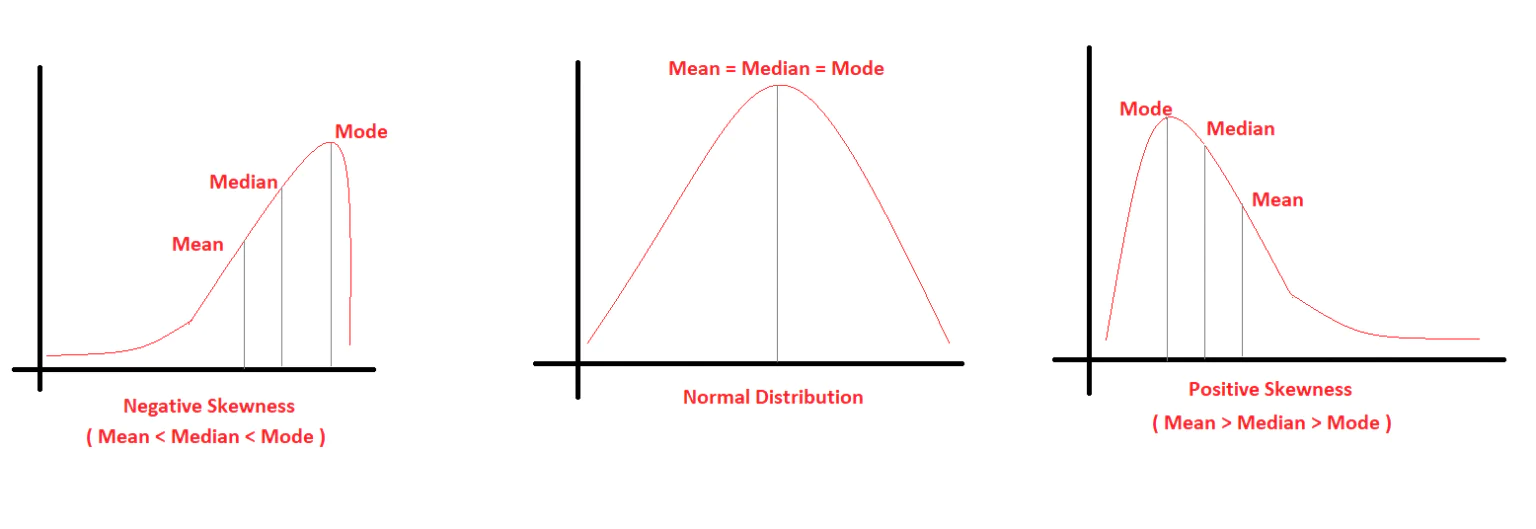 Mode
Median
Mean
Negative Skewness
( Mean < Median < Mode )
Mean = Median = Mode
Normal Distribution
Mode
Median
Mean
Positive Skewness
( Mean > Median > Mode )